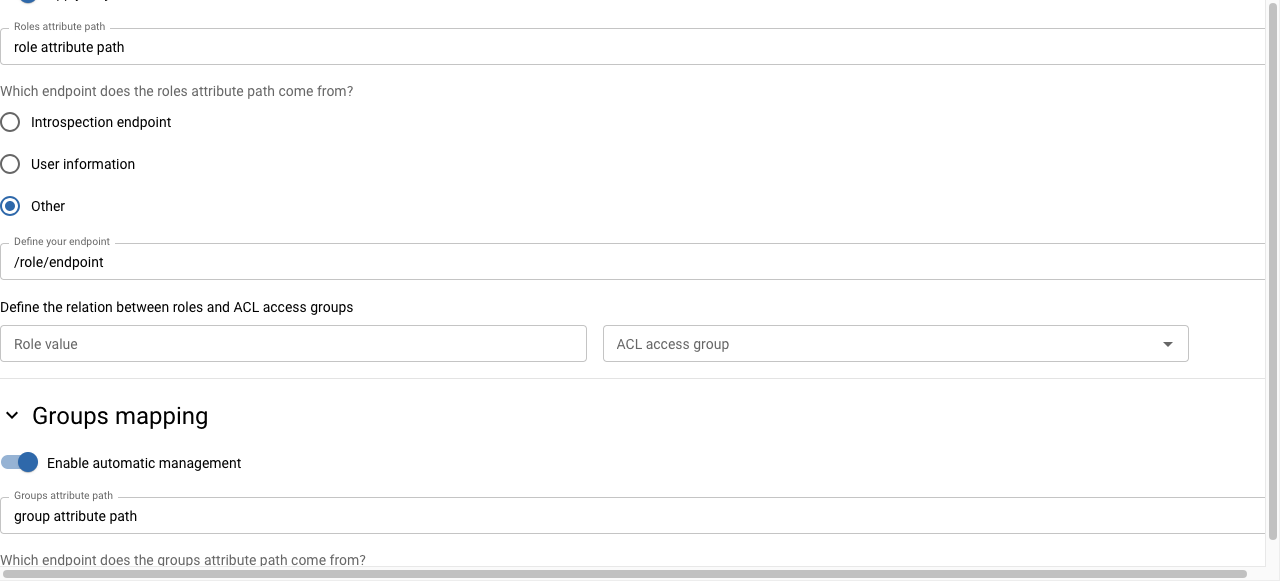 Roles attribute path
role attribute path
Which endpoint does the roles attribute path come from?
Introspection endpoint
User information
Other
Define your endpoint
/role/endpoint
Define the relation between roles and ACL access groups
Role value
ACL access group
Groups mapping
Enable automatic management
Groups attribute path
group attribute path
Which endpoint does the groups attribute path come from?